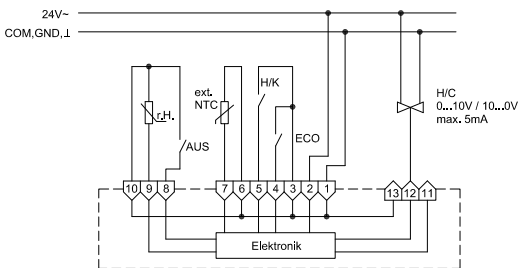 24V~
COM,GND,⊥
H/K
ext.
NTC
r.H.
H/C
0...10V / 10...0V
max. 5mA
AUS
ECO
10 9 8 7 6 5 4 3 2 1 13 12 11
Elektronik